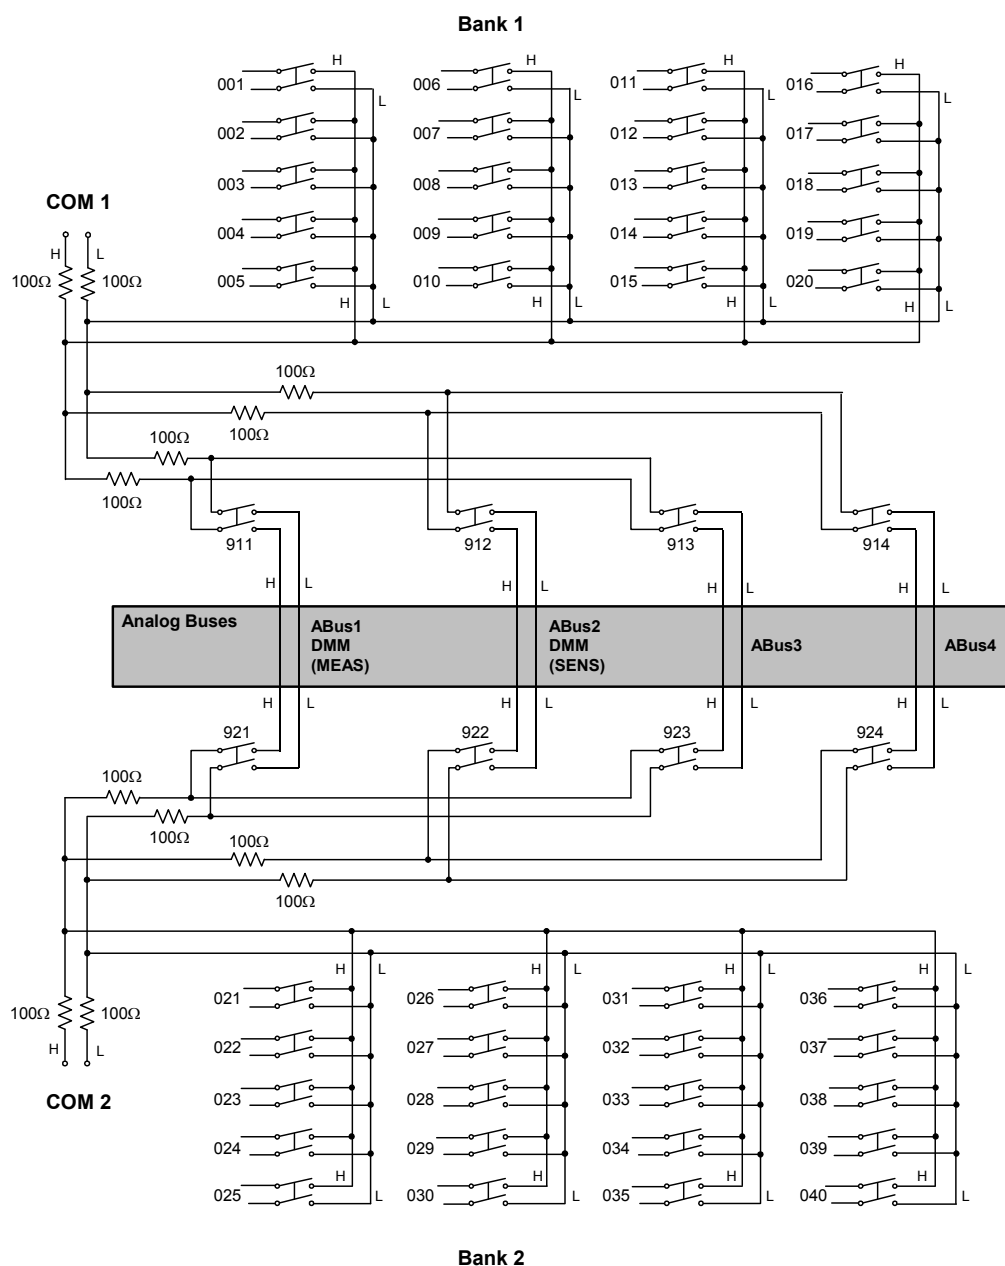 Bank 1
H H H H
001 006 011 016
L L L L
002 007 012 017
003 008 013 018
COM 1
004 009 014 019
H L
100Ω 100Ω
005 010 015 020
H L H L H L H L
100Ω
100Ω
100Ω
100Ω
911 912 913 914
H L H L H L H L
Analog Buses
ABus1
DMM
(MEAS)
ABus2
DMM
(SENS)
ABus3
ABus4
H L H L H L H L
921 922 923 924
100Ω
100Ω
100Ω
100Ω
H L H L H L H L
021 026 031 036
100Ω 100Ω
022 027 032 037
H L
COM 2
023 028 033 038
024 029 034 039
H H H H
025 030 035 040
L L L L
Bank 2